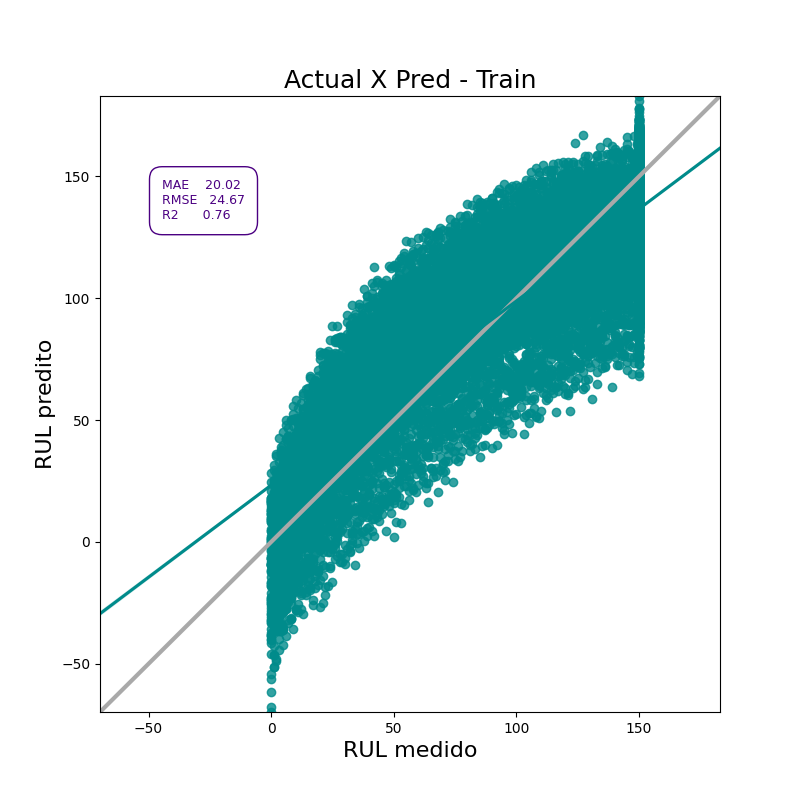 Actual X Pred - Train
MAE 20.02
RMSE 24.67
R2 0.76
RUL predito
150
100
50
0
−50
−50 0 50 100 150
RUL medido